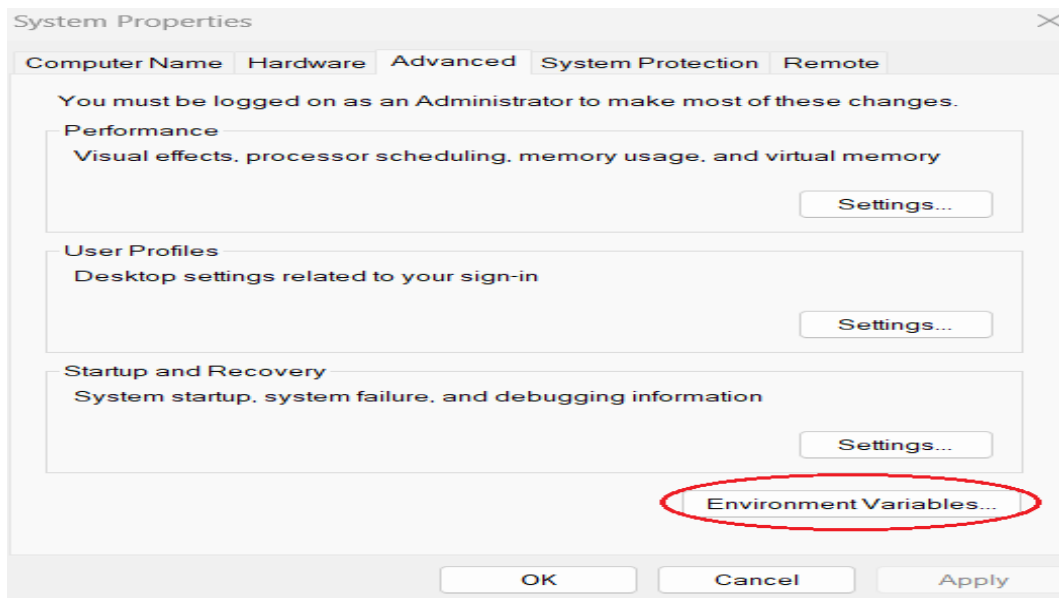 System Properties
Computer Name Hardware Advanced System Protection Remote
You must be logged on as an Administrator to make most of these changes.
Performance
Visual effects, processor scheduling, memory usage, and virtual memory
Settings...
User Profiles
Desktop settings related to your sign-in
Settings...
Startup and Recovery
System startup, system failure, and debugging information
Settings...
Environment Variables...
OK Cancel Apply